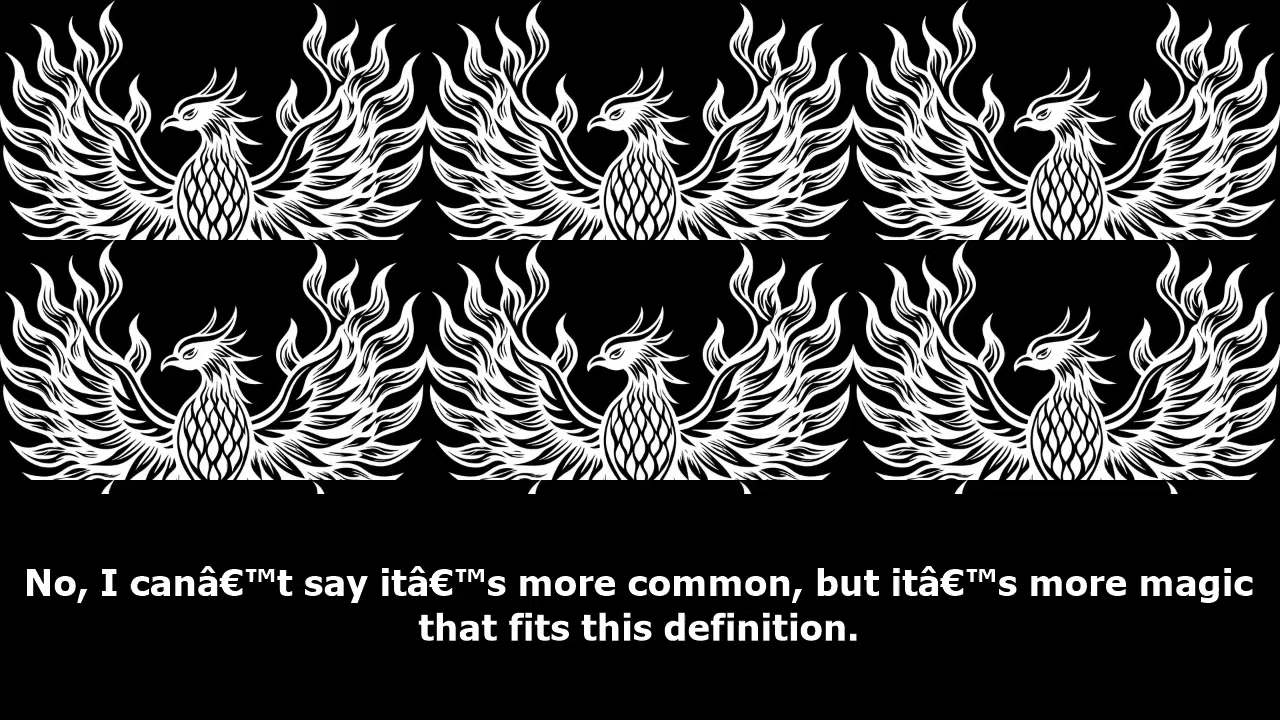 No, I canâ€™t say itâ€™s more common, but itâ€™s more magic
that fits this definition.